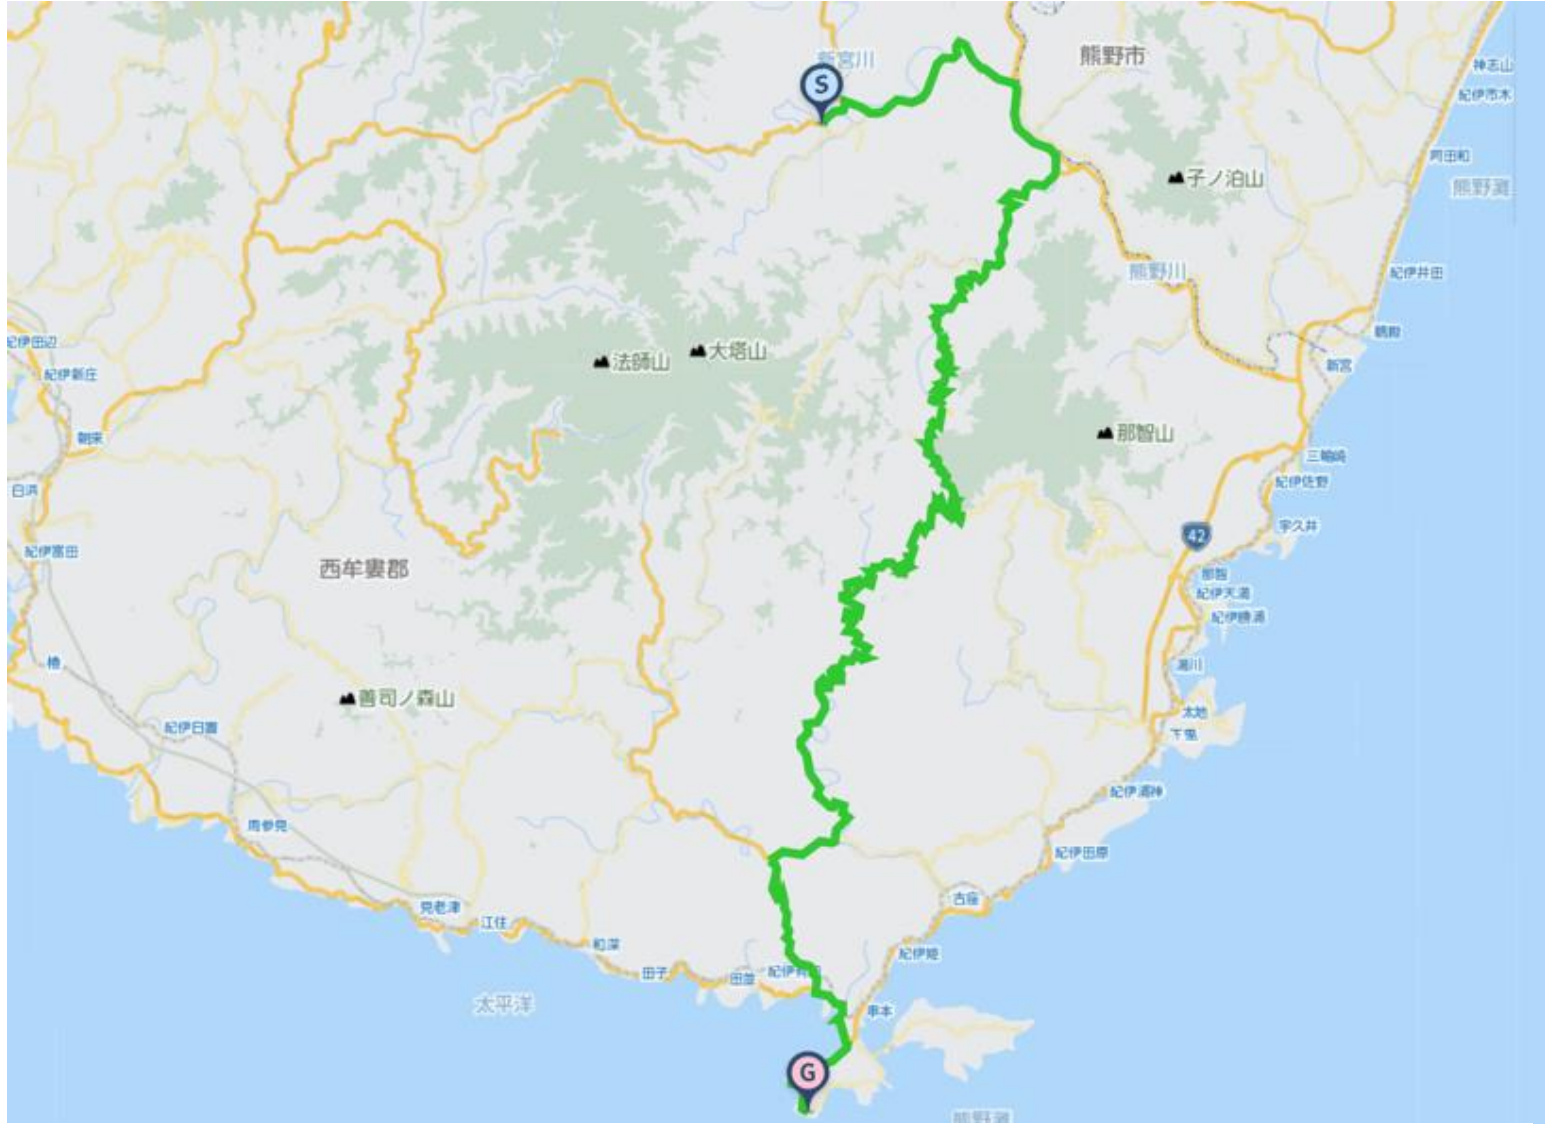 新宮川
熊野市
神志山
紀伊市木
阿田和
熊野灘
子ノ泊山
熊野川
紀伊井田
鵜殿
新宮
紀伊田辺
紀伊新庄
法師山
大塔山
朝来
那智山
三輪崎
紀伊佐野
白浜
宇久井
42
紀伊富田
西牟婁郡
那智
紀伊天満
紀伊勝浦
椿
湯川
善司ノ森山
太地
紀伊日置
下里
紀伊浦神
周参見
紀伊田原
見老津
江住
古座
和深
紀伊姫
田子
田並
太平洋
串本
S
G
熊野灘